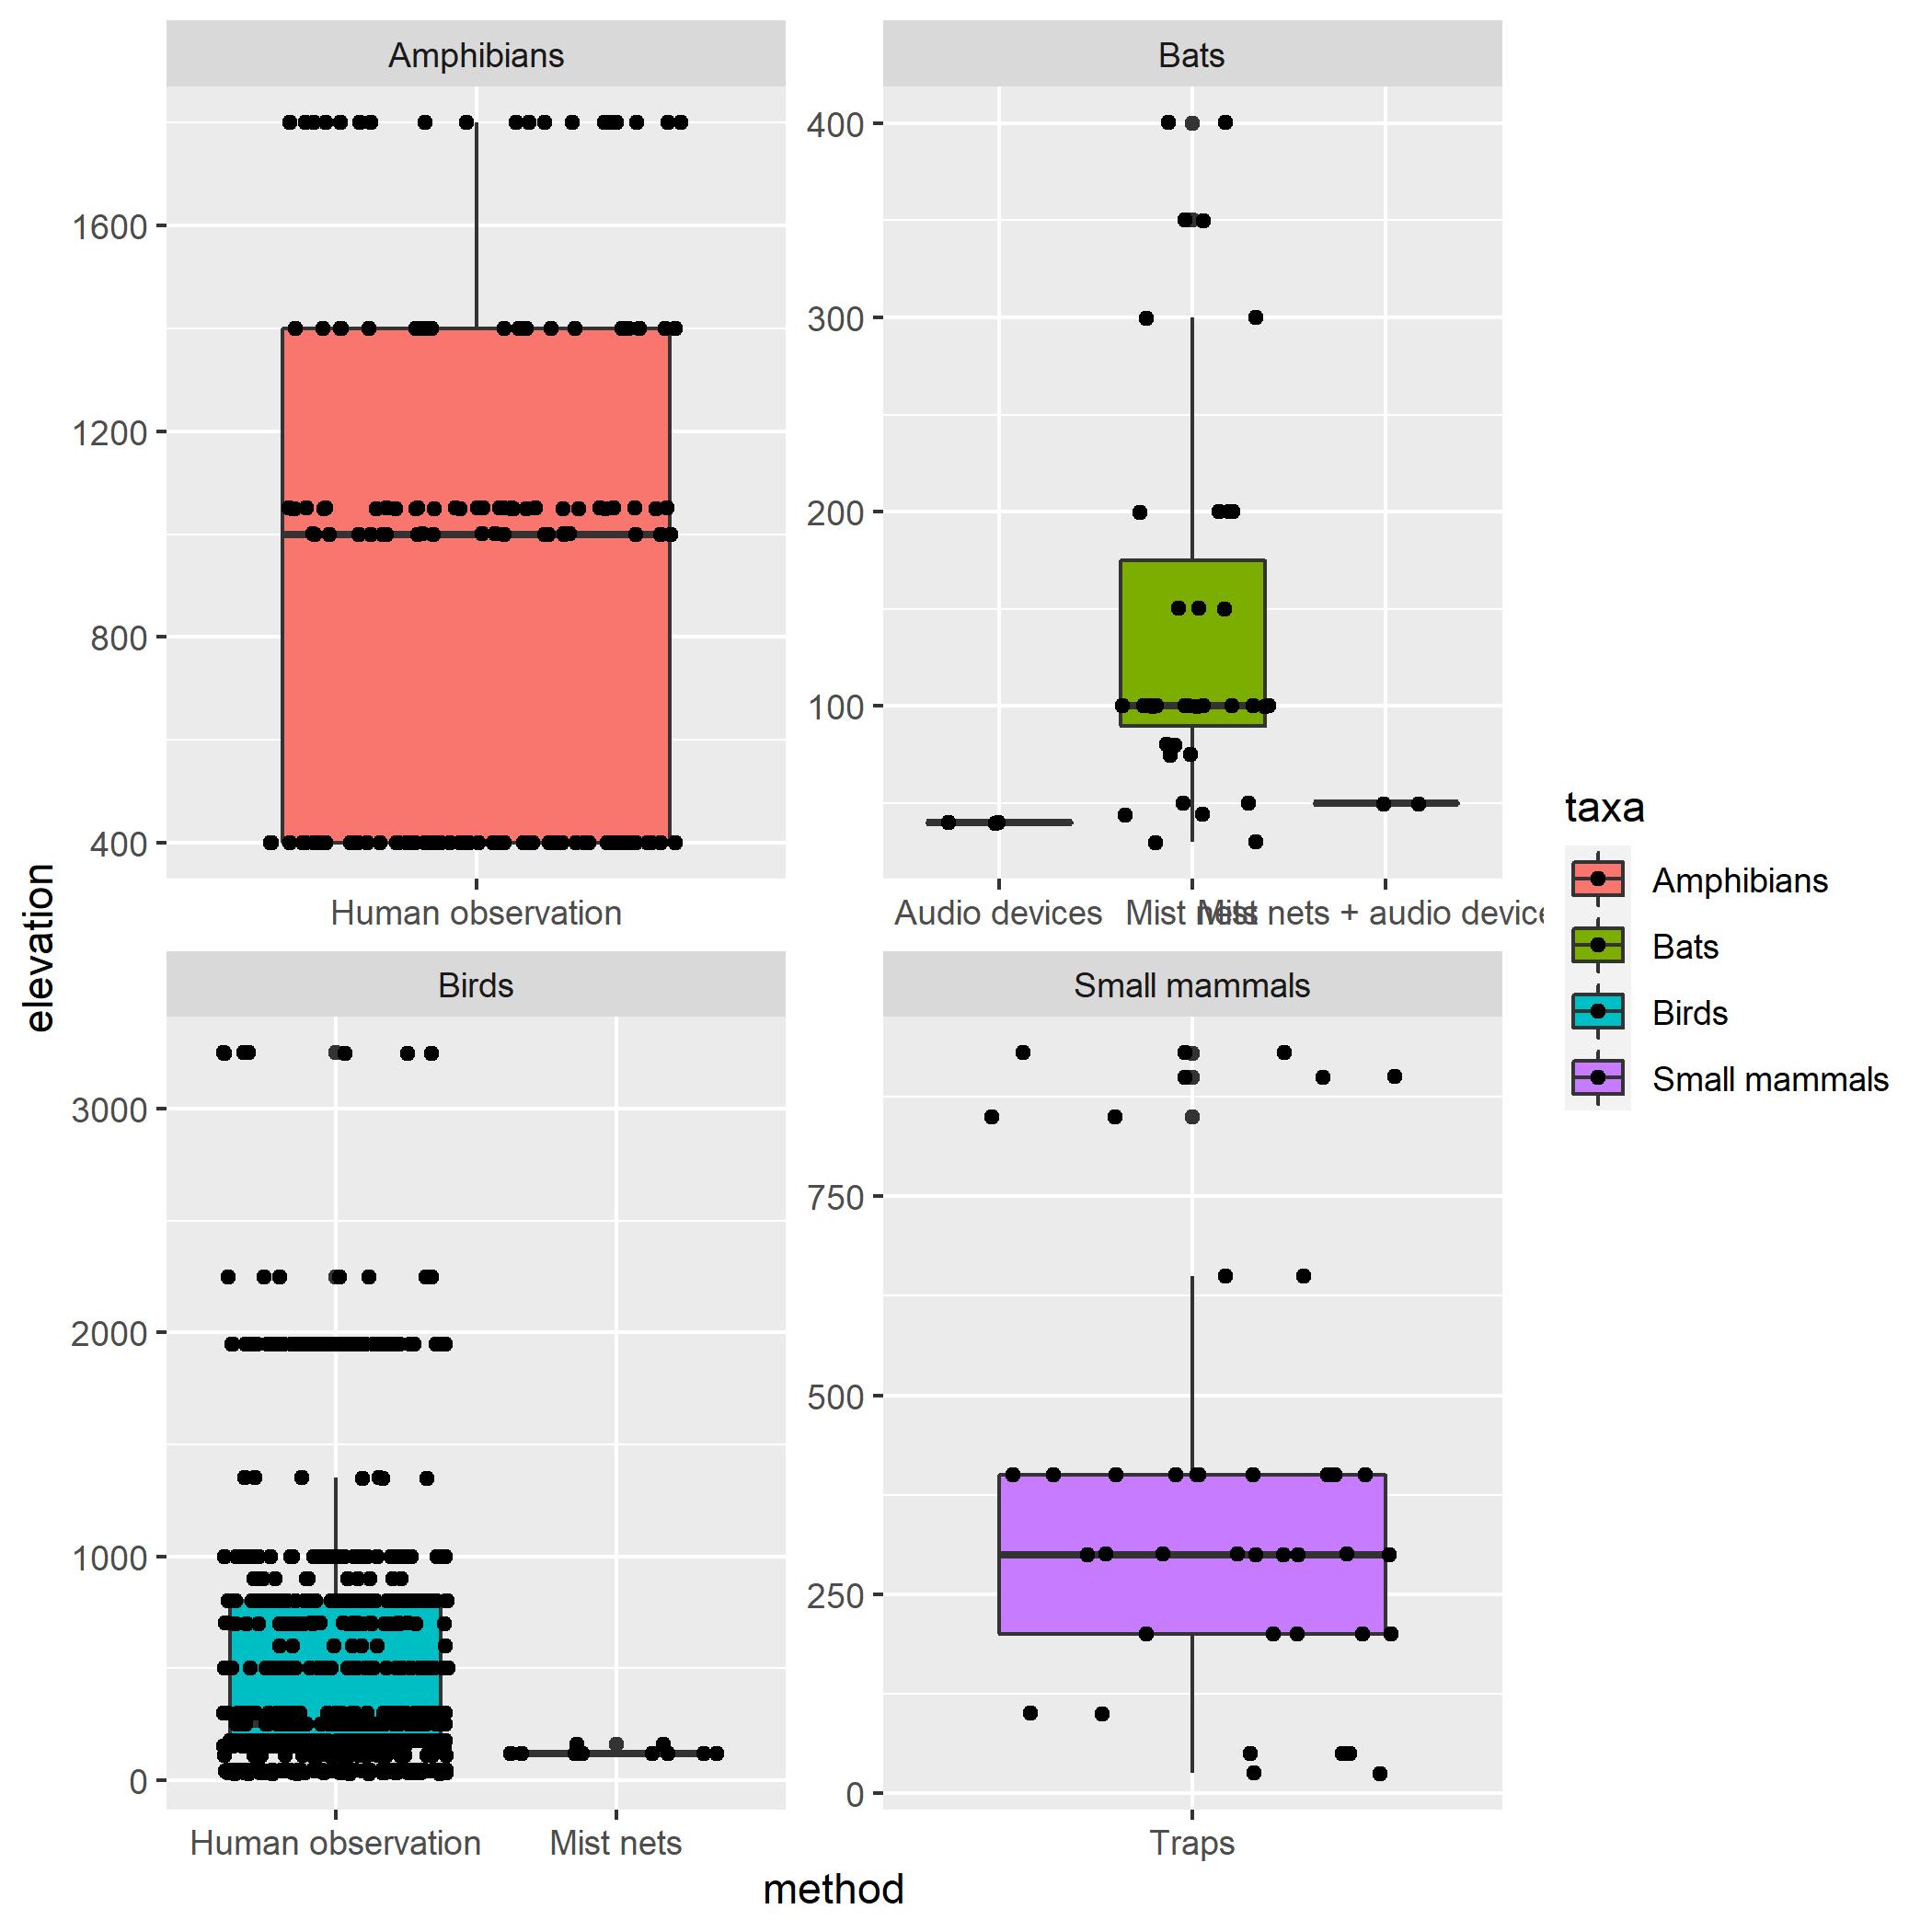 Amphibians
Bats
1600
1200
800
400
400
300
200
100
Human observation
Audio devices
Mist nets
Mist nets + audio device
elevation
Birds
Small mammals
3000
2000
1000
0
750
500
250
0
Human observation
Mist nets
Traps
method
taxa
Amphibians
Bats
Birds
Small mammals